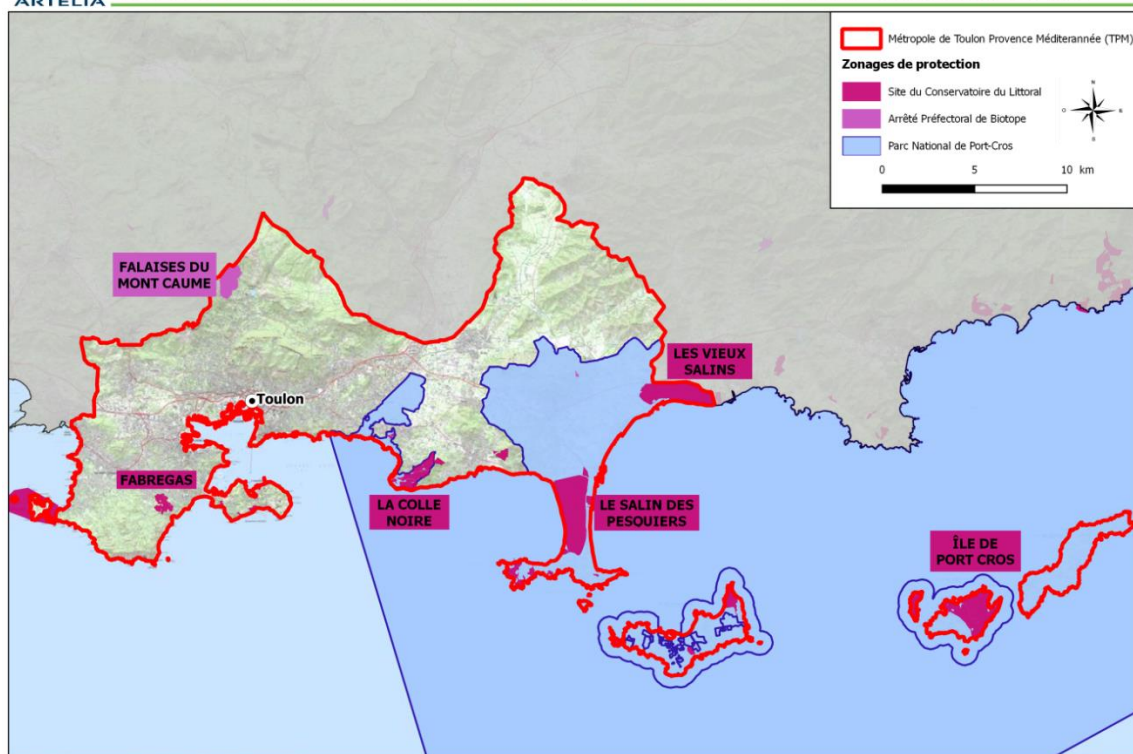 ARTELIA
Métropole de Toulon Provence Méditerannée (TPM)
Zonages de protection
Site du Conservatoire du Littoral
Arrêté Préfectoral de Biotope
Parc National de Port-Cros
N
O
E
S
0 5 10 km
FALAISES DU
MONT CAUME
LES VIEUX
SALINS
Toulon
FABREGAS
LA COLLE
NOIRE
LE SALIN DES
PESQUIERS
ÎLE DE
PORT CROS